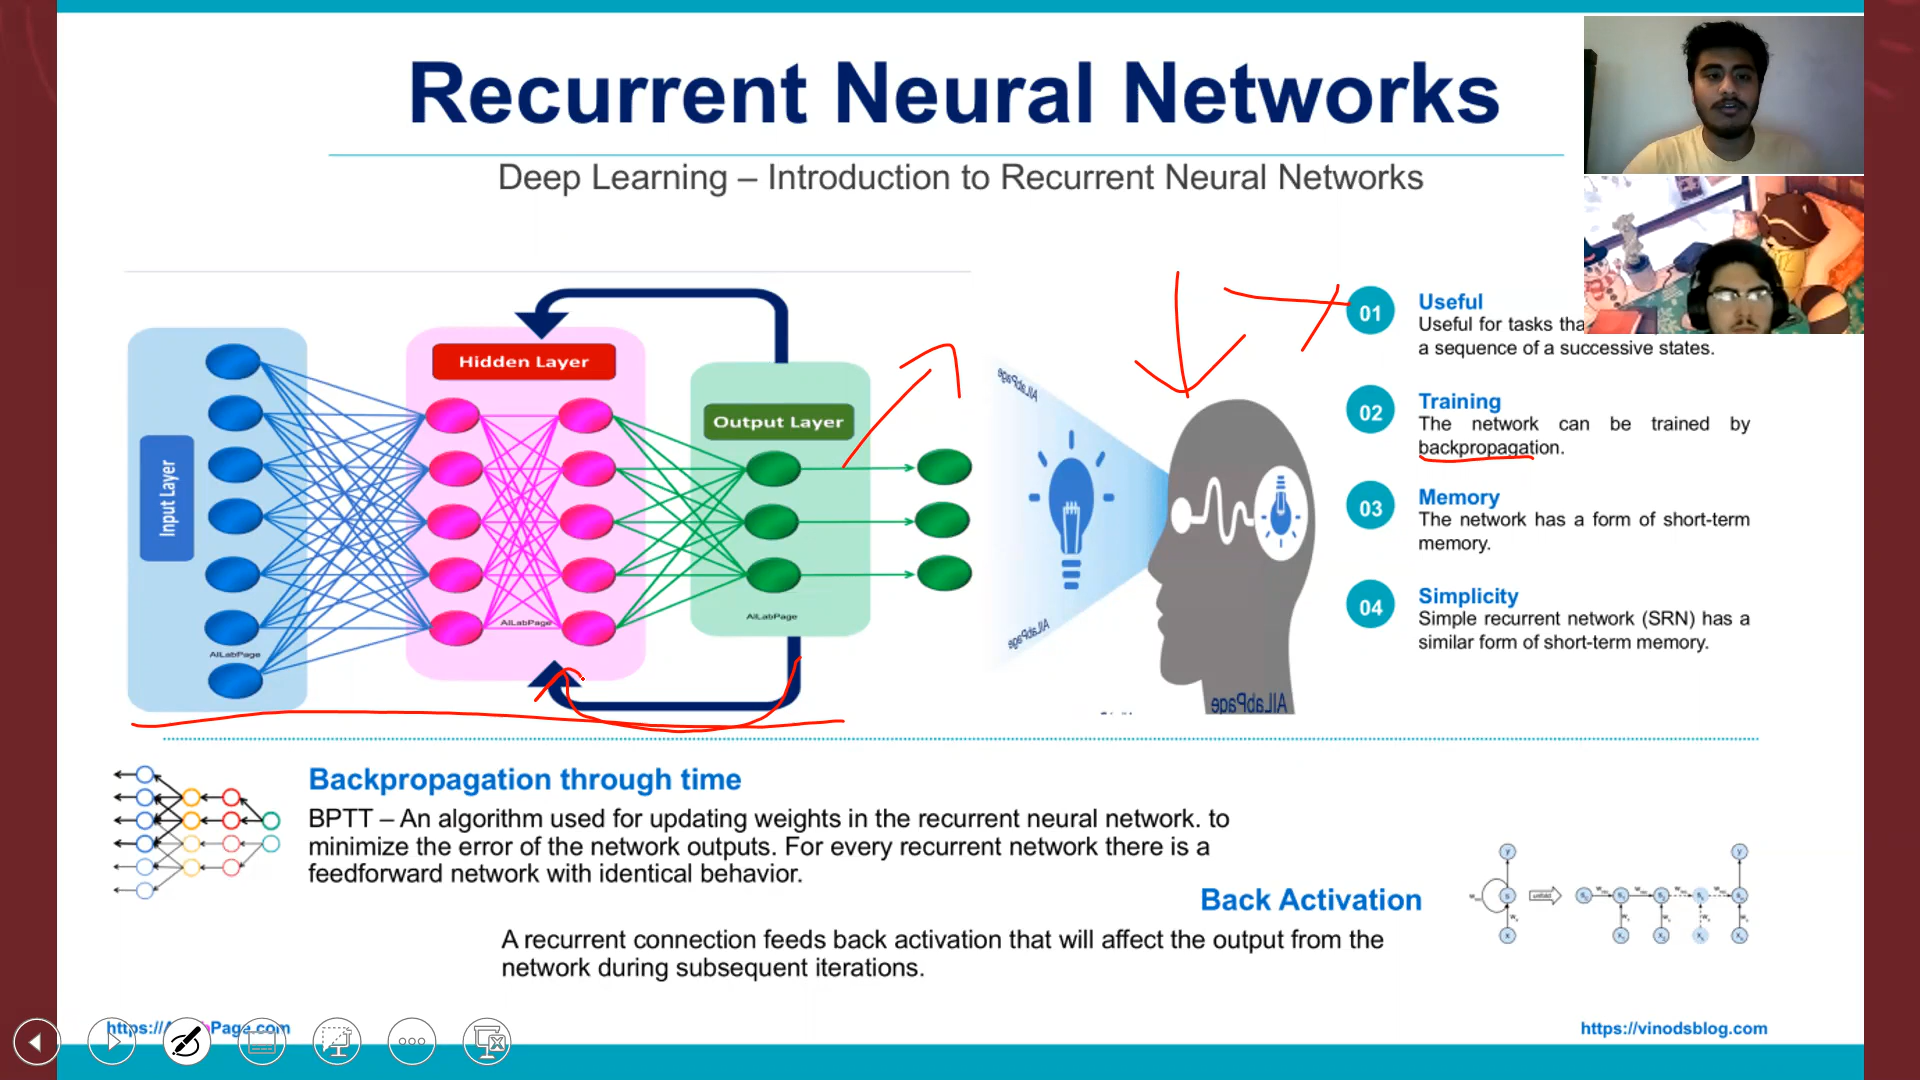 Recurrent Neural Networks
Deep Learning – Introduction to Recurrent Neural Networks
Input Layer
AILabPage
Hidden Layer
AILabPage
Output Layer
AILabPage
AILabPage
AILabPage
AILabPage
01
Useful
Useful for tasks
a sequence of a successive states.
02
Training
The network can be trained by
backpropagation.
03
Memory
The network has a form of short-term
memory.
04
Simplicity
Simple recurrent network (SRN) has a
similar form of short-term memory.
Backpropagation through time
BPTT – An algorithm used for updating weights in the recurrent neural network. to
minimize the error of the network outputs. For every recurrent network there is a
feedforward network with identical behavior.
Back Activation
A recurrent connection feeds back activation that will affect the output from the
network during subsequent iterations.
y
s
x
unfold
y
https://vinodsblog.com